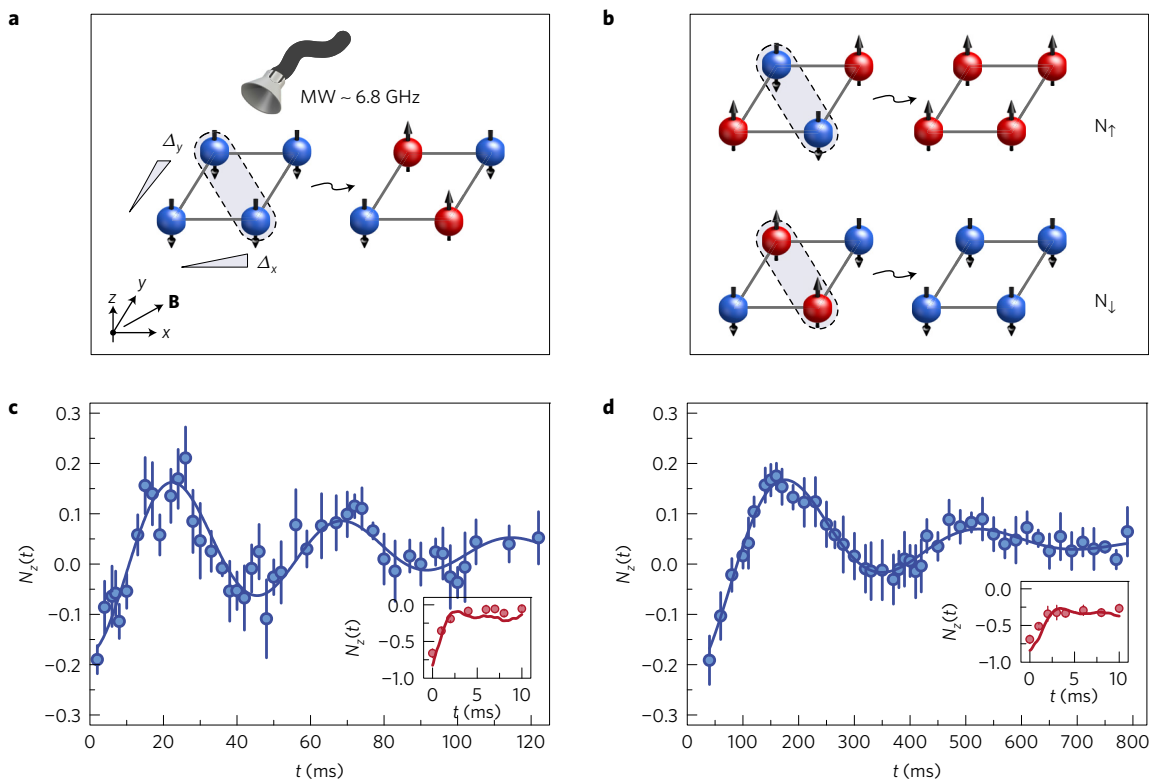 a
MW ~ 6.8 GHz
Δy
Δx
z
y
B
x
b
N↑
N↓
c
0.3
0.2
0.1
0.0
−0.1
−0.2
−0.3
Nz(t)
0 20 40 60 80 100 120
t (ms)
−0.0
−0.5
−1.0
Nz(t)
0 5 10
t (ms)
d
0.3
0.2
0.1
0.0
−0.1
−0.2
−0.3
Nz(t)
0 100 200 300 400 500 600 700 800
t (ms)
−0.0
−0.5
−1.0
Nz(t)
0 5 10
t (ms)